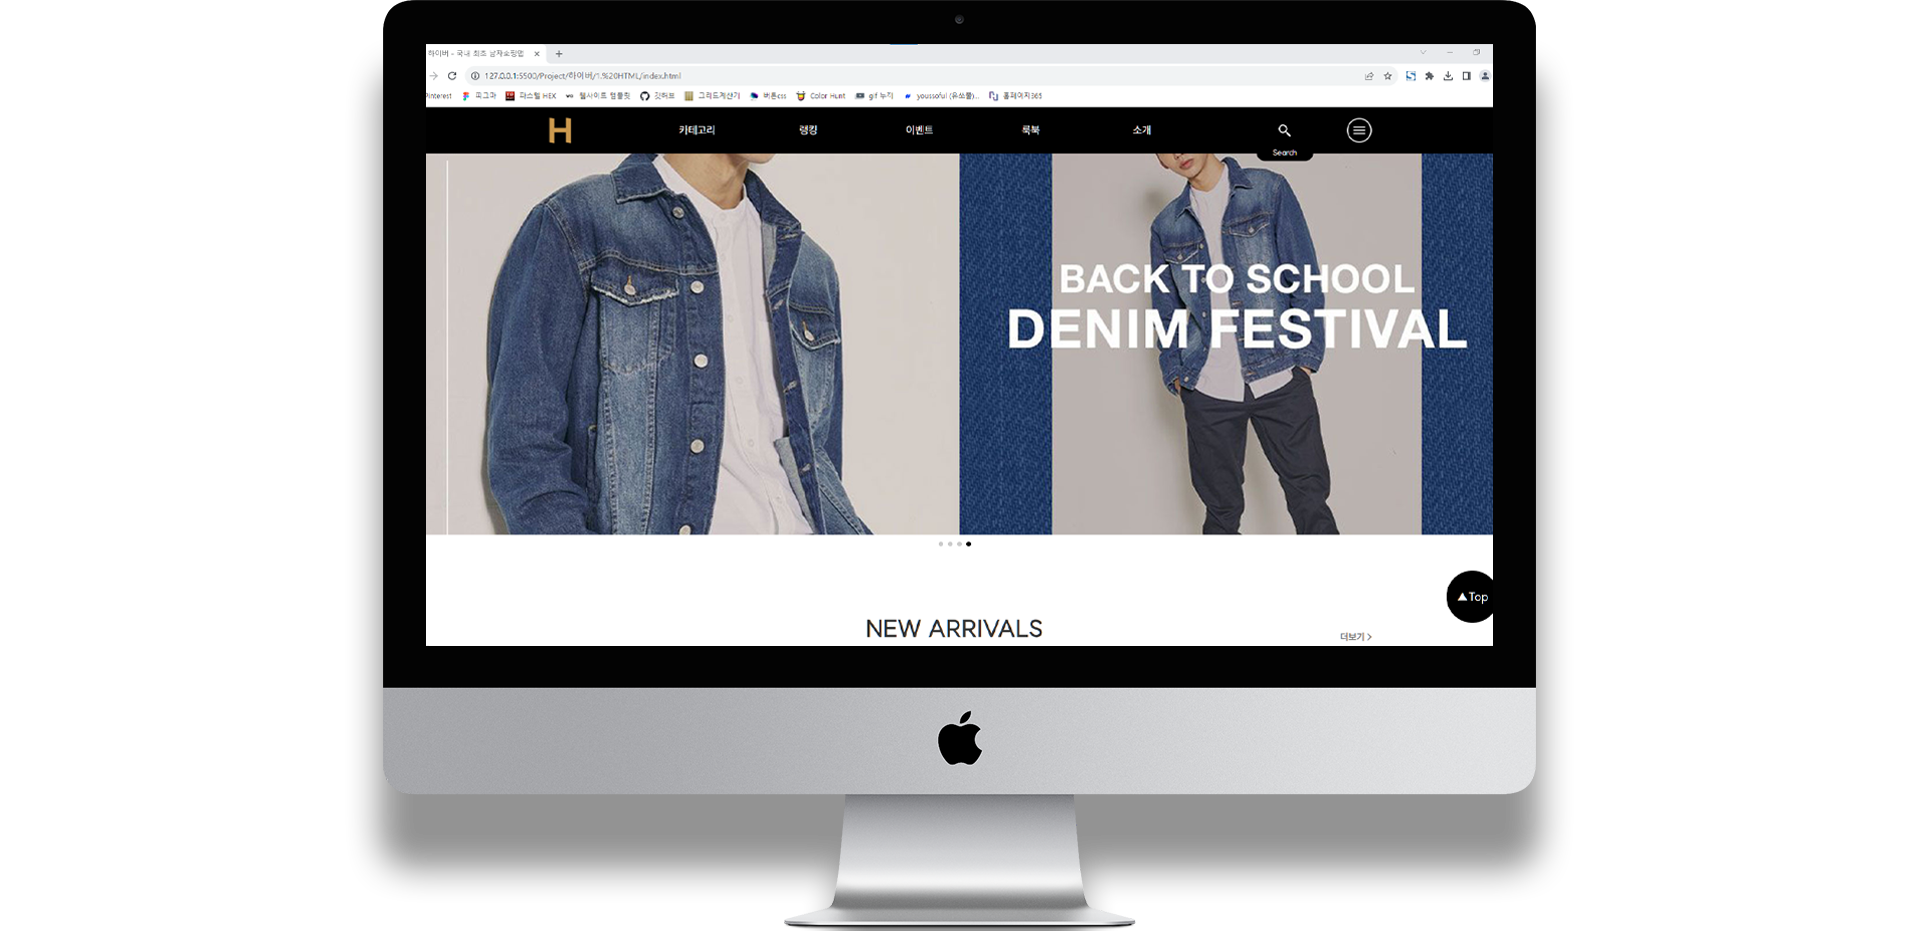 하이버 - 국내 최초 남자쇼핑몰
127.0.0.1:5500/Project/하이버/1.%20HTML/index.html
Pinterest 피그마 파스텔 HEX 웹사이트 템플릿 깃허브 그리드계산기 버튼css Color Hunt gif 누끼 youssoful (유쏘풀)... 홈페이지365
H 카테고리 랭킹 이벤트 룩북 소개
Search
BACK TO SCHOOL
DENIM FESTIVAL
▲Top
NEW ARRIVALS
더보기 >